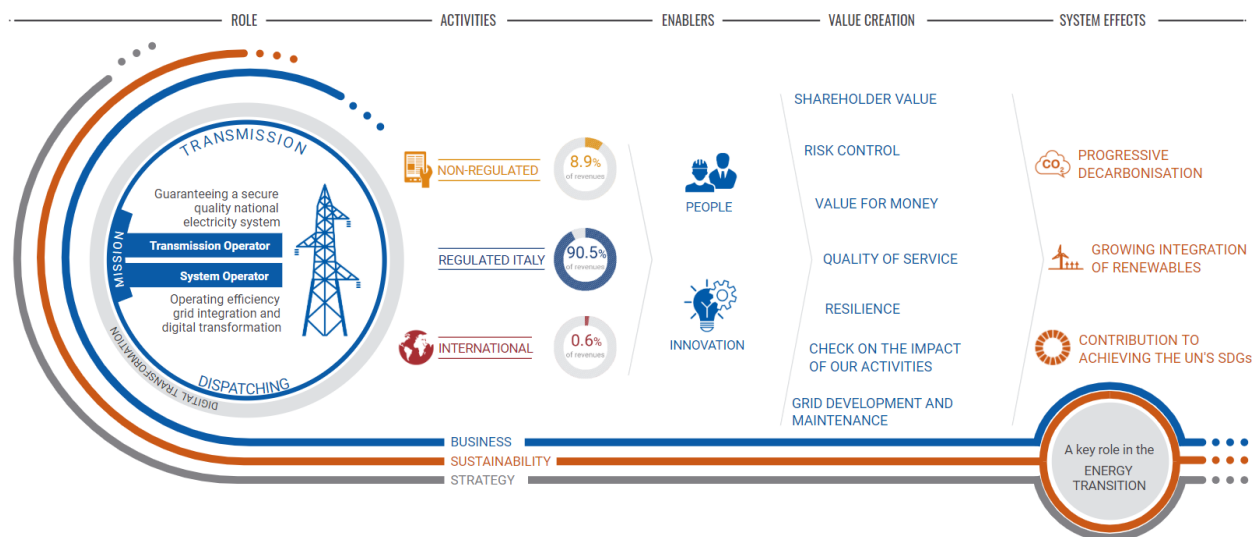 ROLE
ACTIVITIES
ENABLERS
VALUE CREATION
SYSTEM EFFECTS
TRANSMISSION
Guaranteeing a secure
quality national
electricity system
MISSION
Transmission Operator
System Operator
Operating efficiency
grid integration and
digital transformation
DISPATCHING
DIGITAL TRANSFORMATION
NON-REGULATED
8.9%
of revenues
REGULATED ITALY
90.5%
of revenues
INTERNATIONAL
0.6%
of revenues
PEOPLE
INNOVATION
SHAREHOLDER VALUE
RISK CONTROL
VALUE FOR MONEY
QUALITY OF SERVICE
RESILIENCE
CHECK ON THE IMPACT
OF OUR ACTIVITIES
GRID DEVELOPMENT AND
MAINTENANCE
CO2
PROGRESSIVE
DECARBONISATION
GROWING INTEGRATION
OF RENEWABLES
CONTRIBUTION TO
ACHIEVING THE UN'S SDGs
BUSINESS
SUSTAINABILITY
STRATEGY
A key role in the
ENERGY
TRANSITION